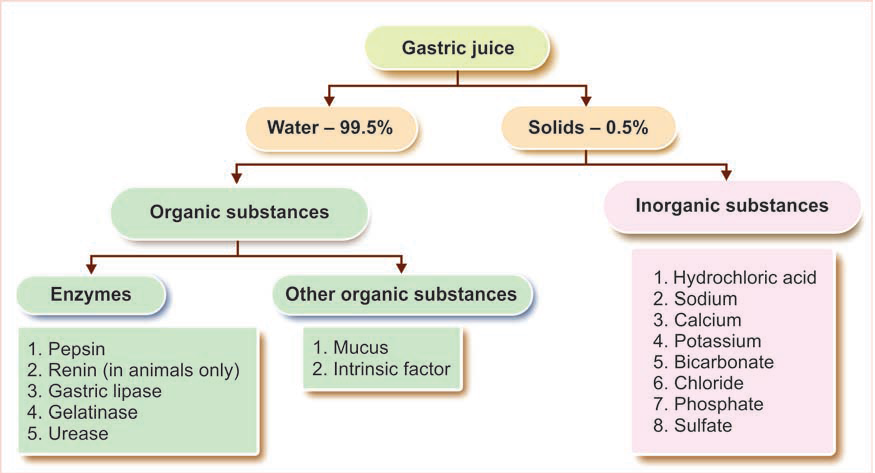 Gastric juice
Water – 99.5%
Solids – 0.5%
Organic substances
Inorganic substances
Enzymes
Other organic substances
1. Pepsin
2. Renin (in animals only)
3. Gastric lipase
4. Gelatinase
5. Urease
1. Mucus
2. Intrinsic factor
1. Hydrochloric acid
2. Sodium
3. Calcium
4. Potassium
5. Bicarbonate
6. Chloride
7. Phosphate
8. Sulfate